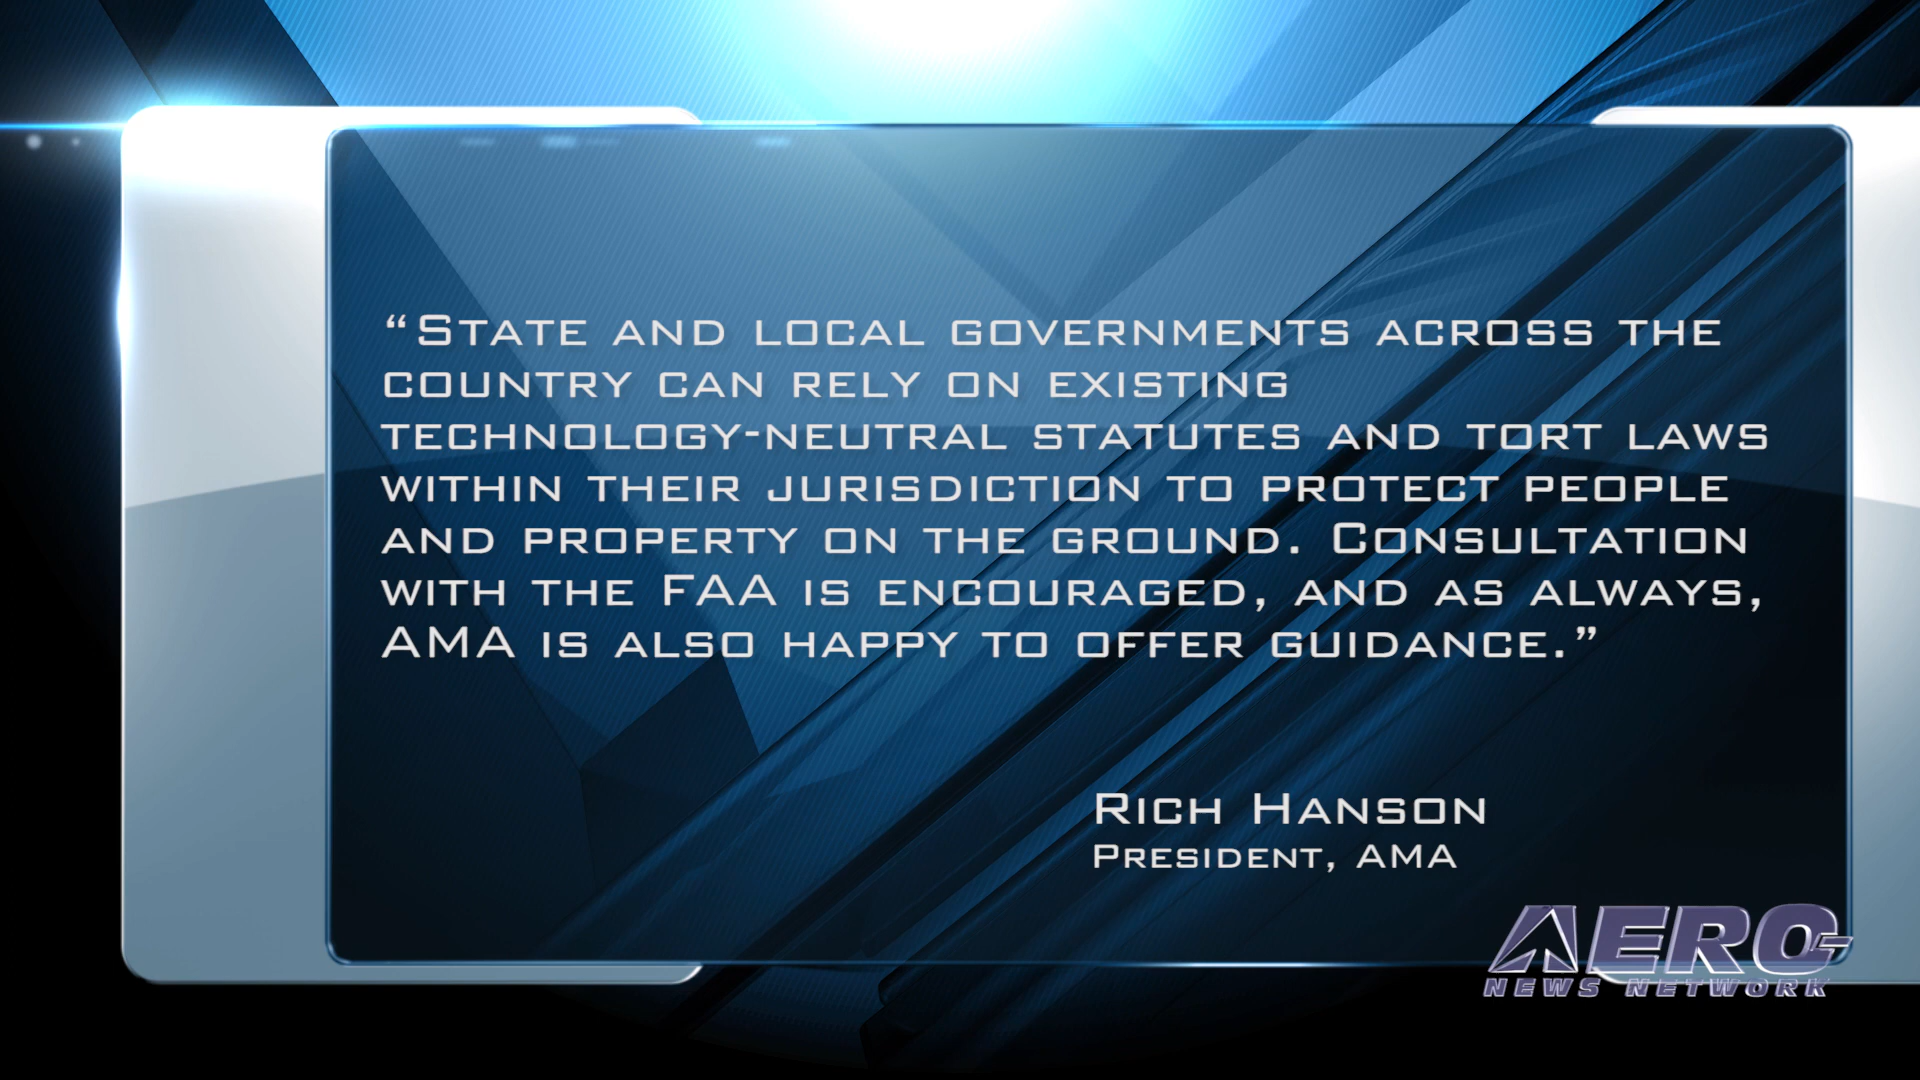 “State and local governments across the
country can rely on existing
technology-neutral statutes and tort laws
within their jurisdiction to protect people
and property on the ground. Consultation
with the FAA is encouraged, and as always,
AMA is also happy to offer guidance.”
Rich Hanson
President, AMA
AERO-
NEWS NETWORK